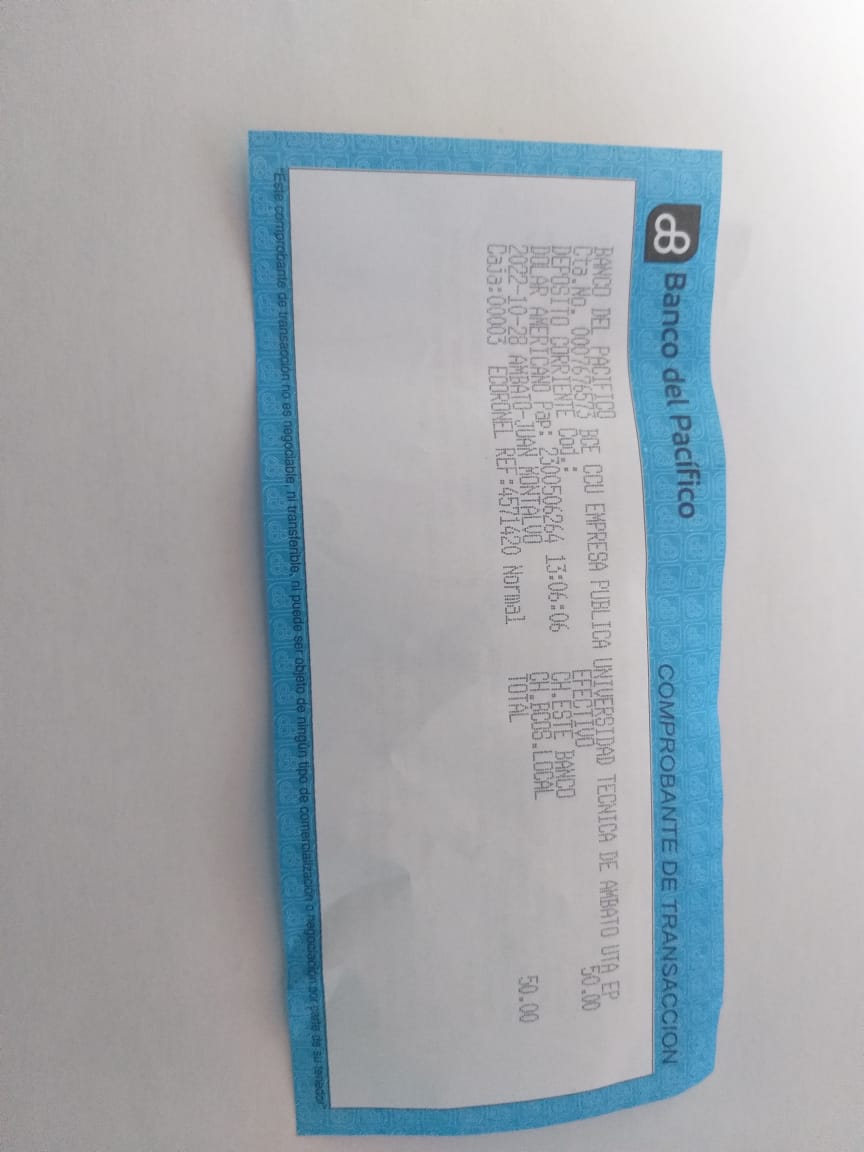 Banco del Pacífico COMPROBANTE DE TRANSACCION
BANCO DEL PACIFICO
Cta.No. 0007676573 BCE CCU EMPRESA PUBLICA UNIVERSIDAD TECNICA DE AMBATO UTA EP
DEPOSITO CORRIENTE Cod.: EFECTIVO 50.00
DOLAR AMERICANO Pap: 2300506264 13:06:06 CH.ESTE BANCO
2022-10-28 AMBATO-JUAN MONTALVO CH.BCOS.LOCAL
Caja:00003 ECORONEL REF:4571420 Normal TOTAL 50.00
"Este comprobante de transacción no es negociable, ni transferible, ni puede ser objeto de ningún tipo de comercialización o negociación por parte de su tenedor"